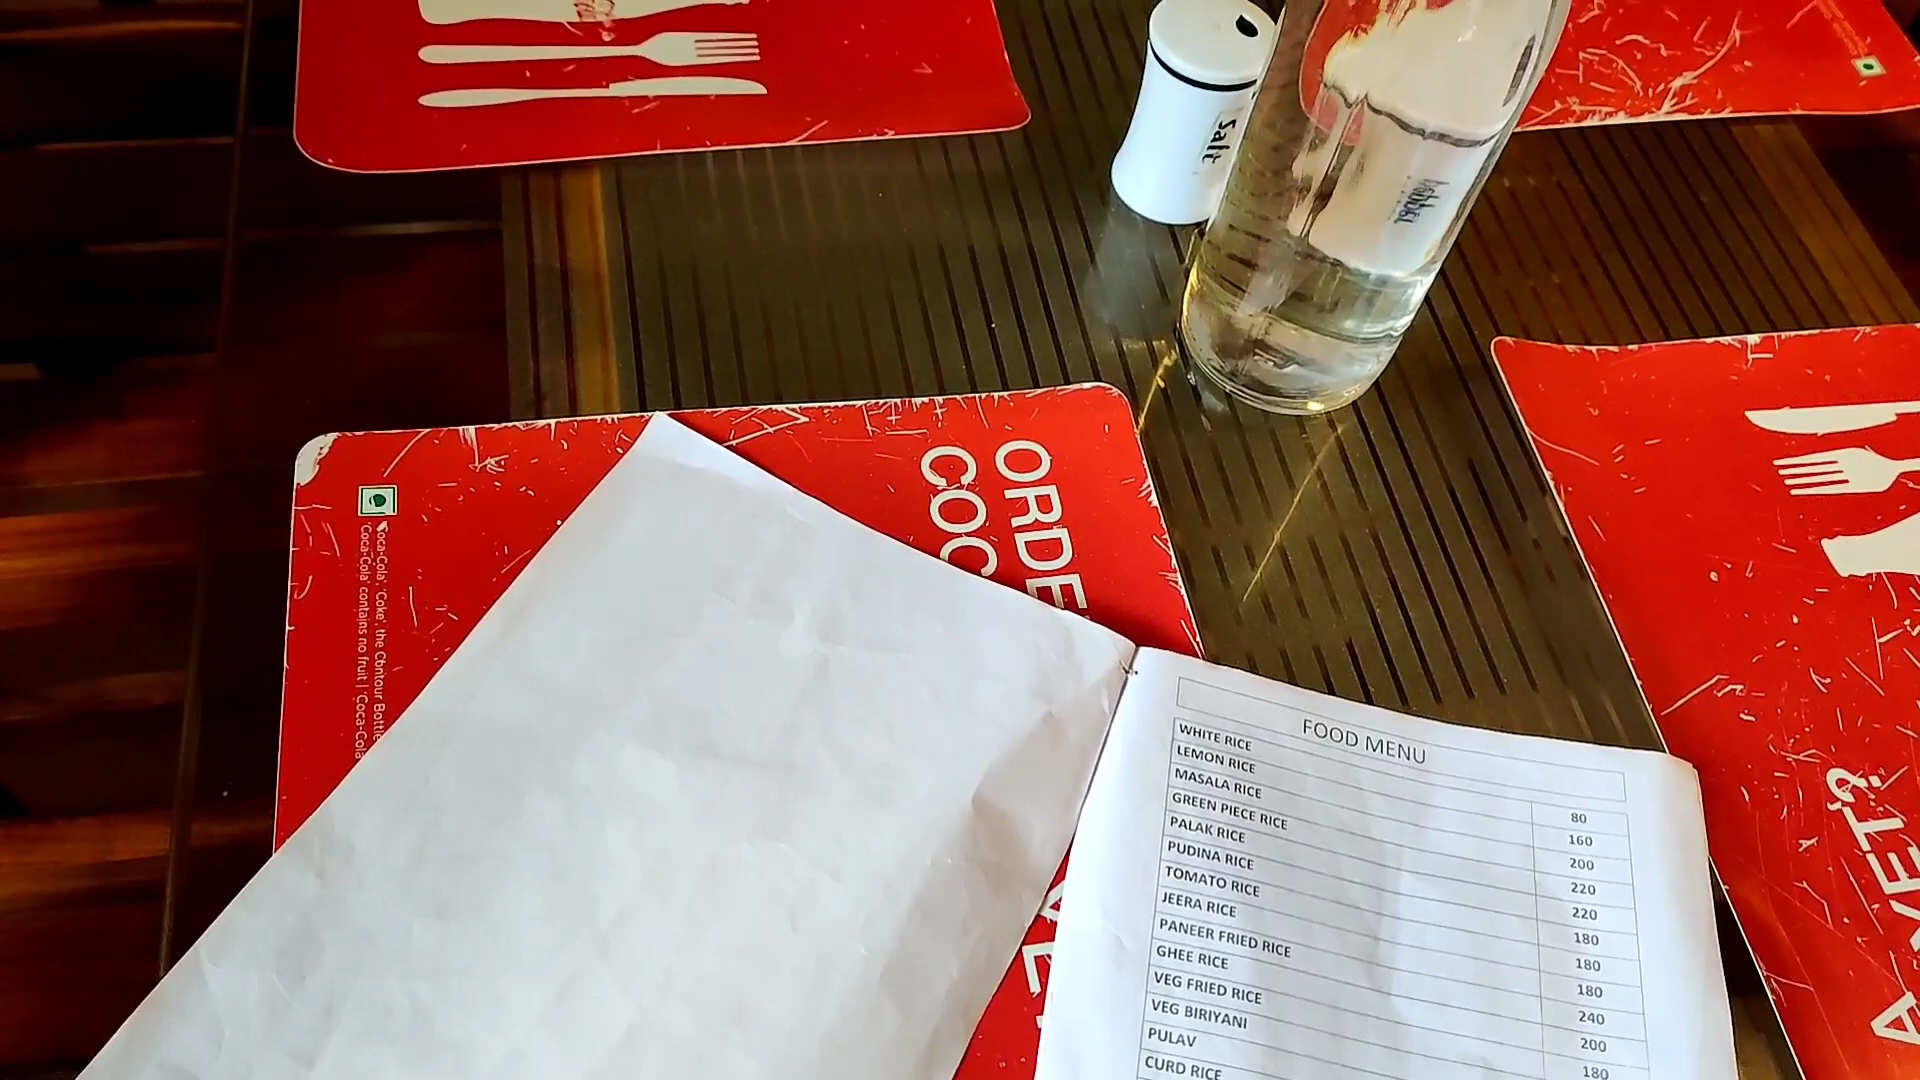 Salt
pepper
ORDE
COC
'Coca-Cola', 'Coke', the Contour Bottle
'Coca-Cola' contains no fruit | 'Coca-Cola
FOOD MENU
WHITE RICE 80
LEMON RICE 160
MASALA RICE 200
GREEN PIECE RICE 220
PALAK RICE 220
PUDINA RICE 180
TOMATO RICE 180
JEERA RICE 180
PANEER FRIED RICE 240
GHEE RICE 200
VEG FRIED RICE 180
VEG BIRIYANI
PULAV
CURD RICE
A
YET?